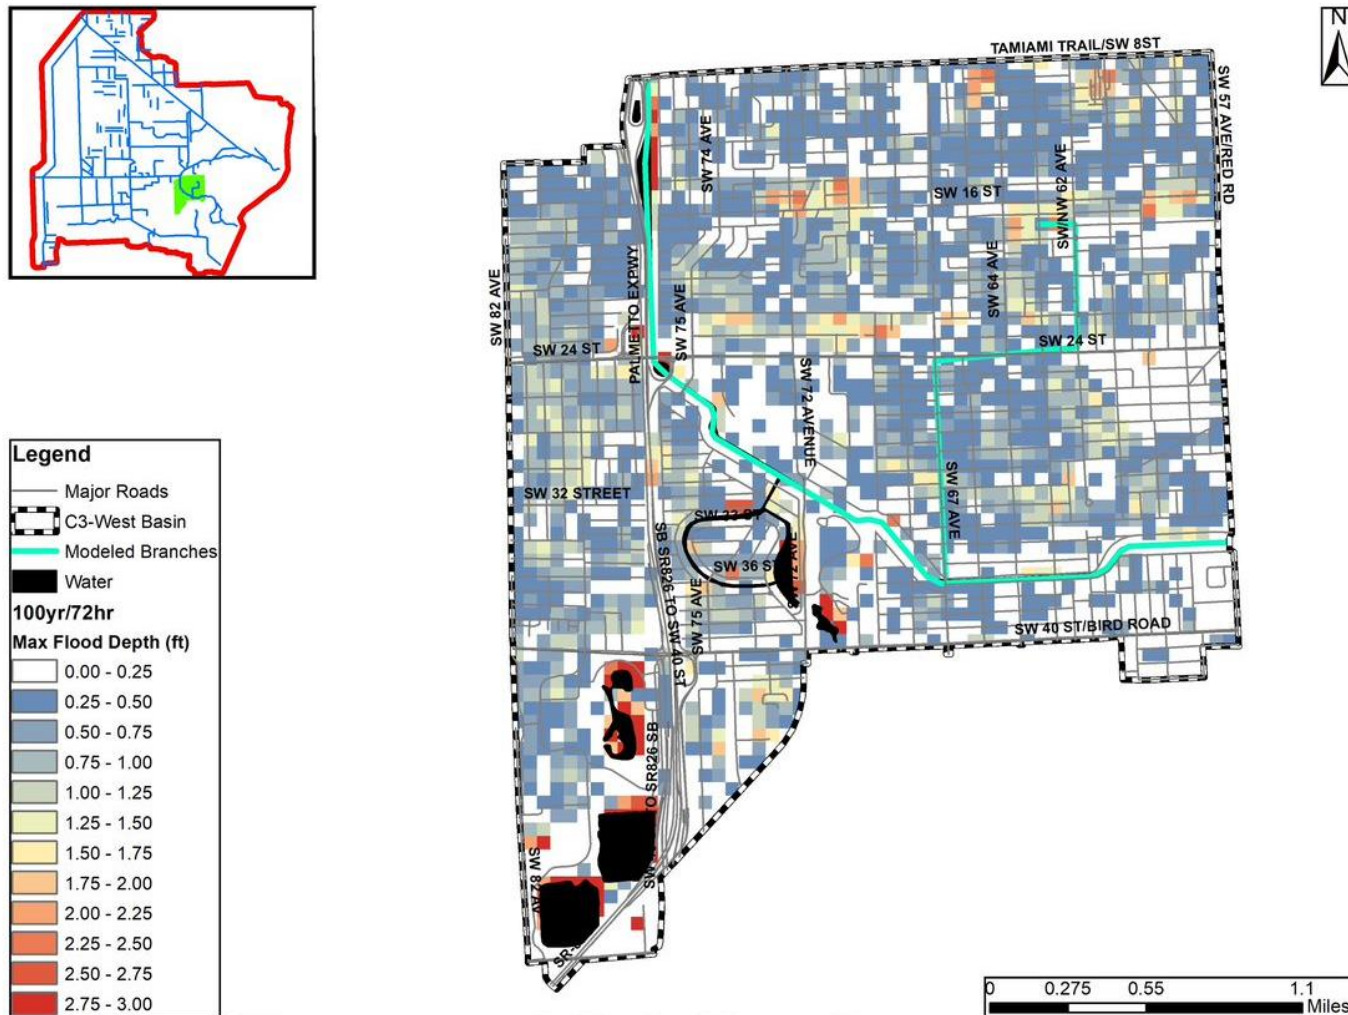 N
TAMIAMI TRAIL/SW 8ST
SW 57 AVE/RED RD
SW 74 AVE
SW/NW 62 AVE
SW 16 ST
SW 64 AVE
SW 82 AVE
PALMETTO EXPWY
SW 75 AVE
SW 24 ST
SW 24 ST
SW 72 AVENUE
SW 32 STREET
SW 67 AVE
SB SR826 TO SW 40 ST
SW 36 ST
SW 75 AVE
SW 40 ST/BIRD ROAD
TO SR826 SB
SW 82 AV
Legend
Major Roads
C3-West Basin
Modeled Branches
Water
100yr/72hr
Max Flood Depth (ft)
0.00 - 0.25
0.25 - 0.50
0.50 - 0.75
0.75 - 1.00
1.00 - 1.25
1.25 - 1.50
1.50 - 1.75
1.75 - 2.00
2.00 - 2.25
2.25 - 2.50
2.50 - 2.75
2.75 - 3.00
0 0.275 0.55 1.1
Miles